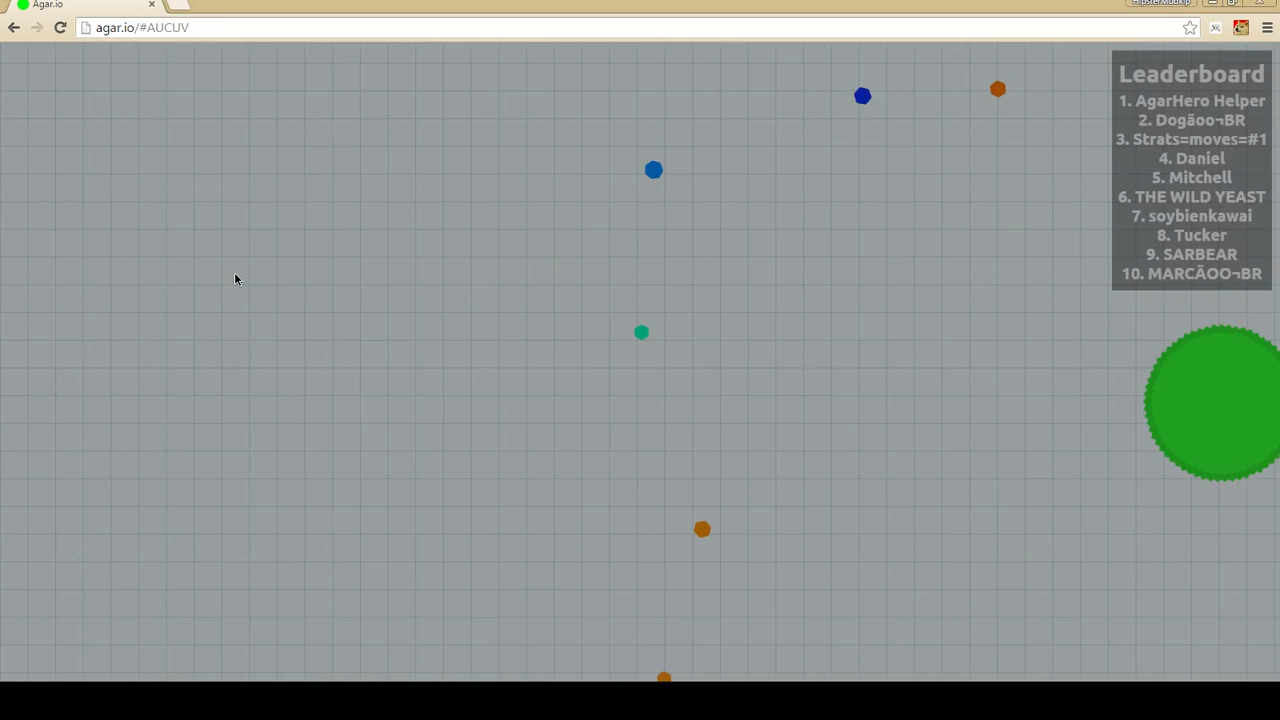 Agar.io
HipsterMudkip
agar.io/#AUCUV
Leaderboard
1. AgarHero Helper
2. Dogãoo¬BR
3. Strats=moves=#1
4. Daniel
5. Mitchell
6. THE WILD YEAST
7. soybienkawai
8. Tucker
9. SARBEAR
10. MARCÃOO¬BR